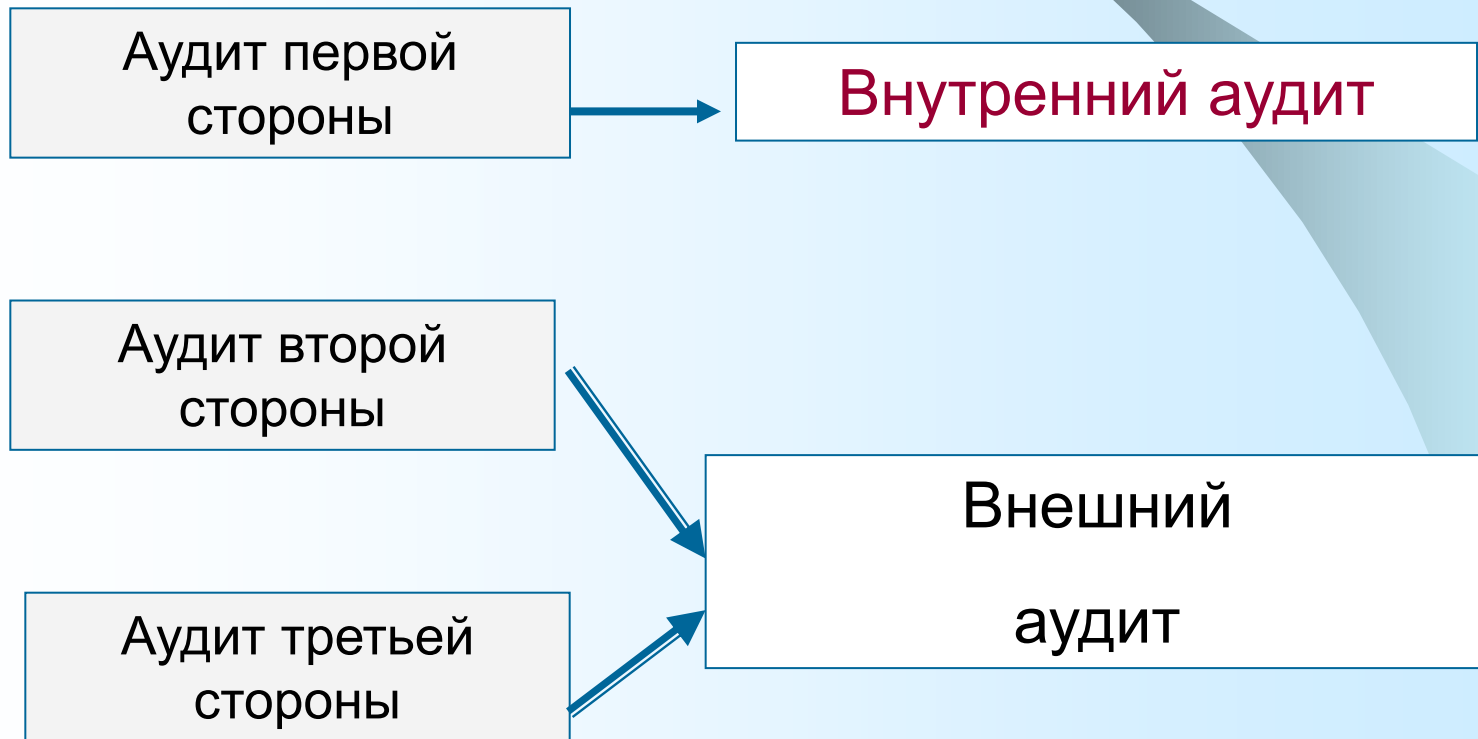 Аудит первой
стороны
Внутренний аудит
Аудит второй
стороны
Внешний
аудит
Аудит третьей
стороны